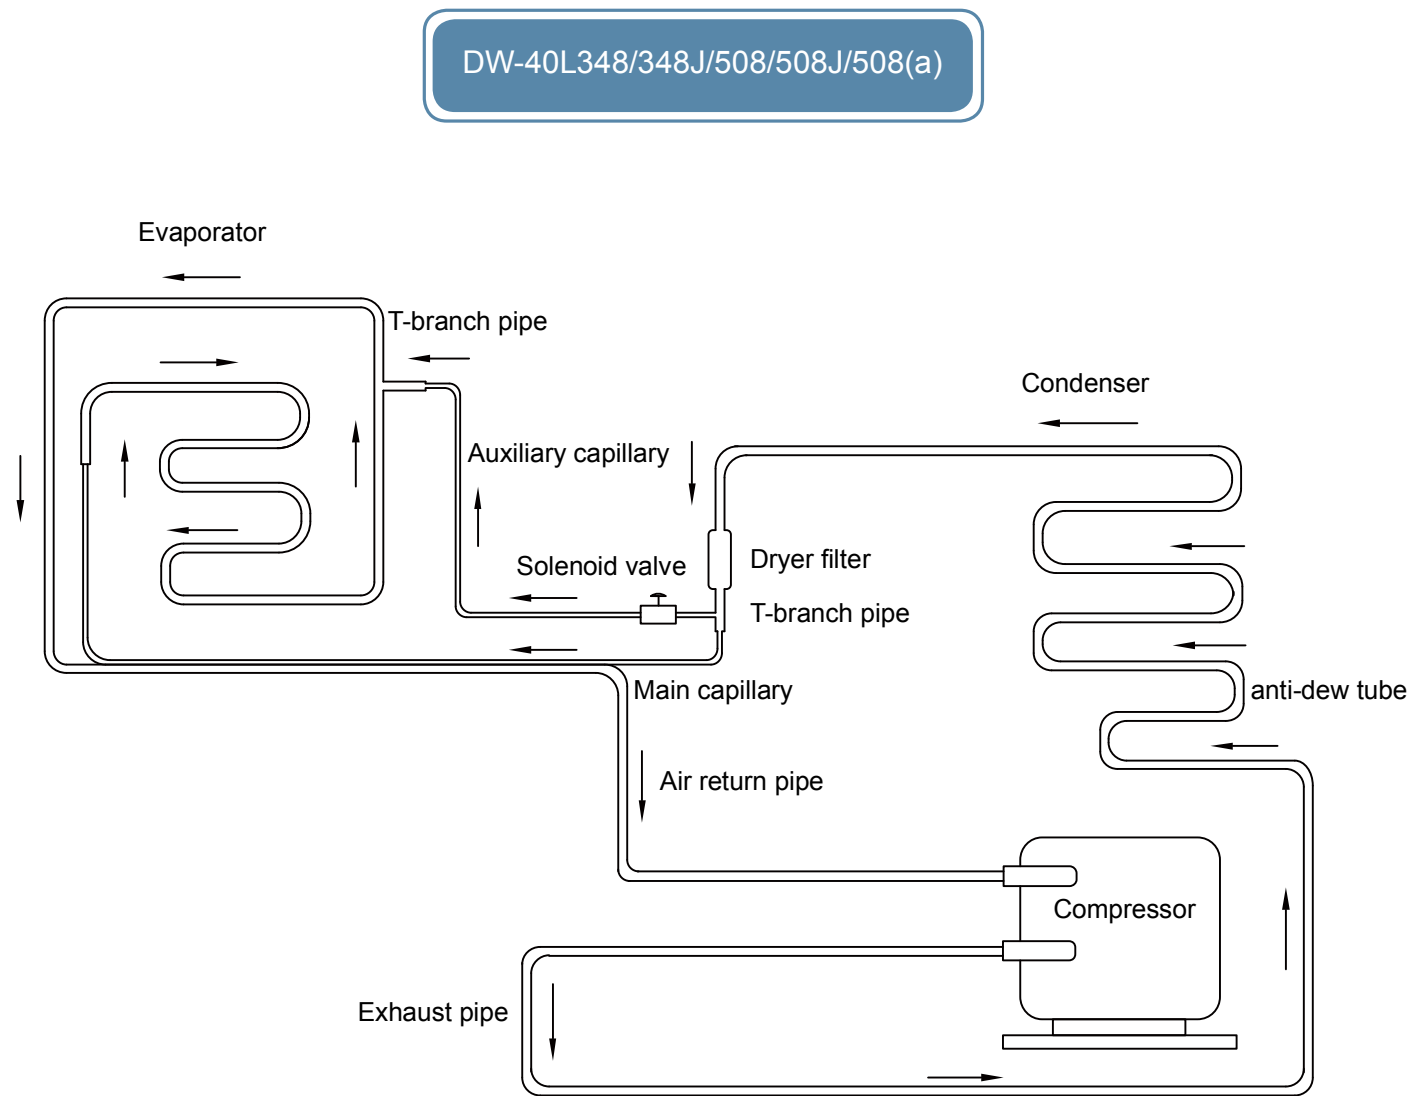 DW-40L348/348J/508/508J/508(a)
Evaporator
T-branch pipe
Condenser
Auxiliary capillary
Solenoid valve
Dryer filter
T-branch pipe
Main capillary
anti-dew tube
Air return pipe
Compressor
Exhaust pipe